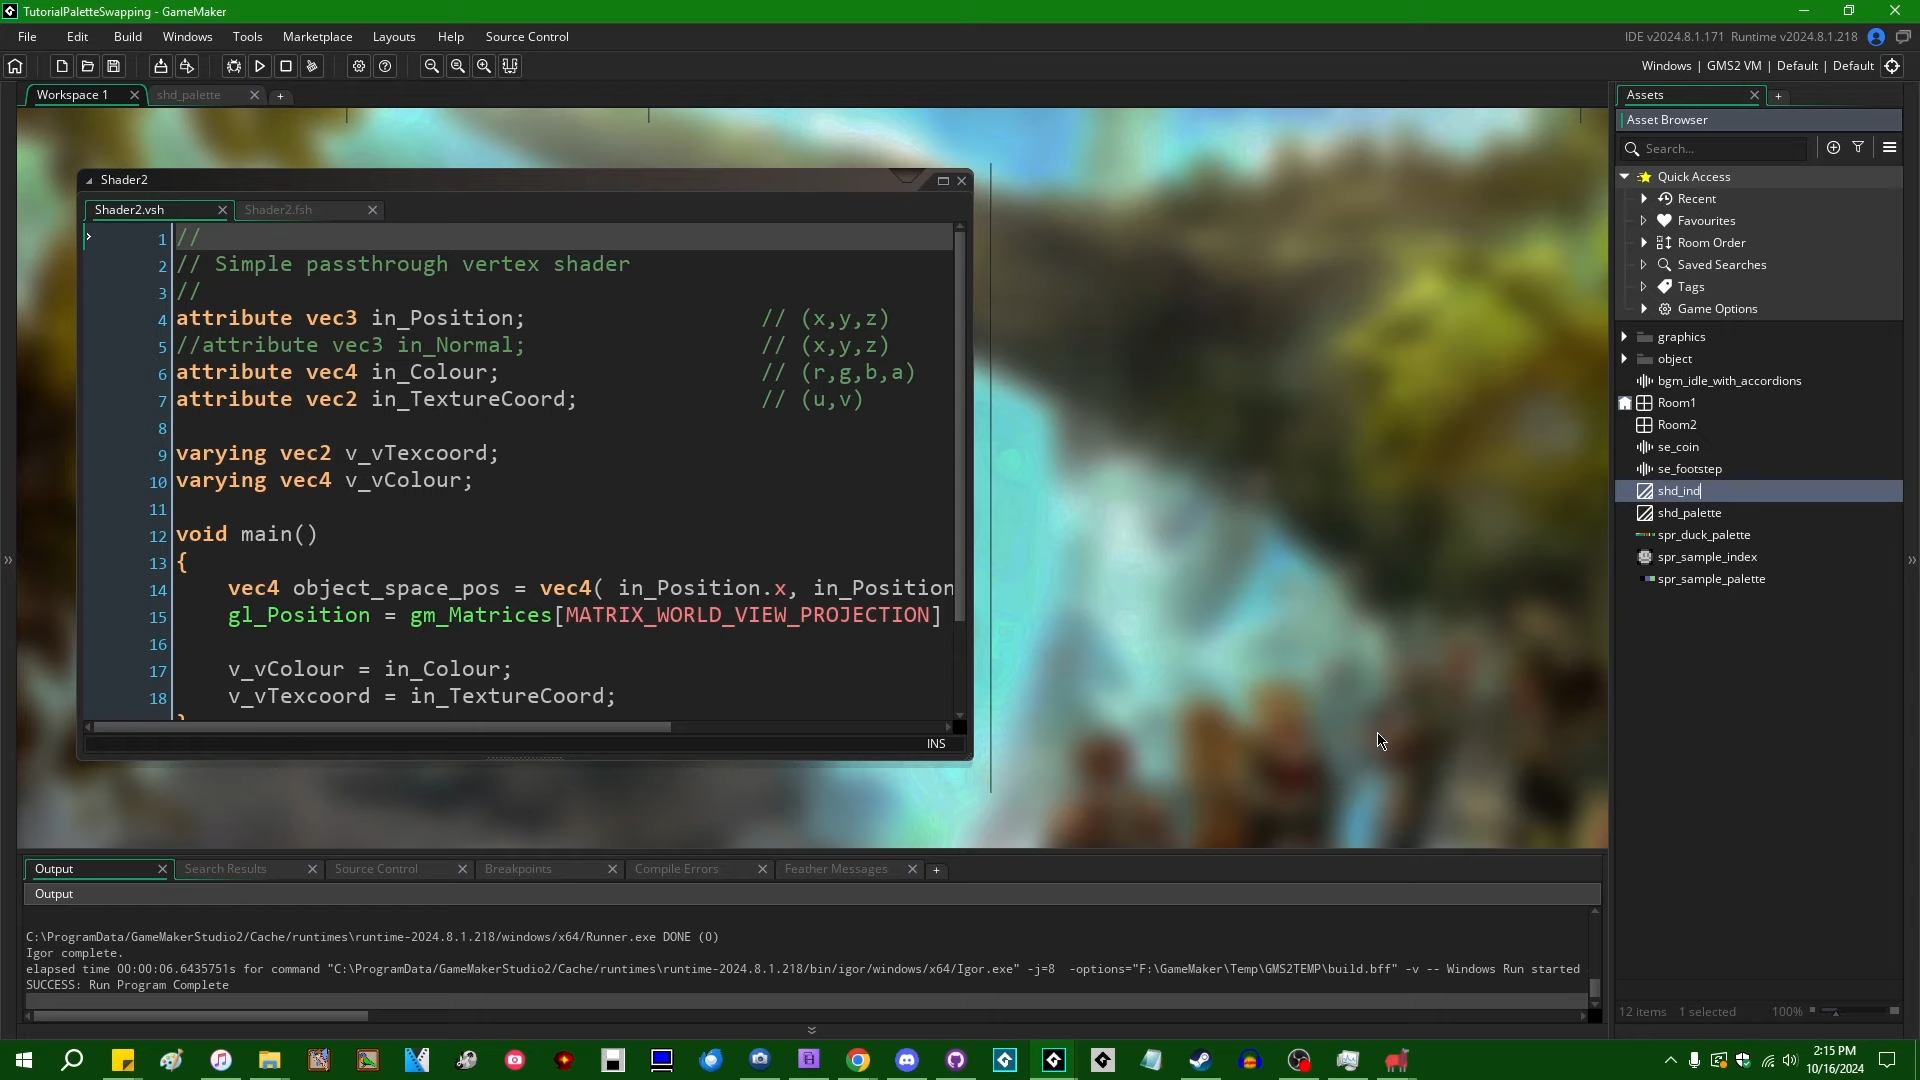 TutorialPaletteSwapping - GameMaker
File Edit Build Windows Tools Marketplace Layouts Help Source Control
IDE v2024.8.1.171 Runtime v2024.8.1.218
Windows | GMS2 VM | Default | Default
Workspace 1
shd_palette
Shader2
Shader2.vsh
Shader2.fsh
1 //
2 // Simple passthrough vertex shader
3 //
4 attribute vec3 in_Position; // (x,y,z)
5 //attribute vec3 in_Normal; // (x,y,z)
6 attribute vec4 in_Colour; // (r,g,b,a)
7 attribute vec2 in_TextureCoord; // (u,v)
8
9 varying vec2 v_vTexcoord;
10 varying vec4 v_vColour;
11
12 void main()
13 {
14 vec4 object_space_pos = vec4( in_Position.x, in_Position
15 gl_Position = gm_Matrices[MATRIX_WORLD_VIEW_PROJECTION]
16
17 v_vColour = in_Colour;
18 v_vTexcoord = in_TextureCoord;
INS
Assets
Asset Browser
Search...
Quick Access
Recent
Favourites
Room Order
Saved Searches
Tags
Game Options
graphics
object
bgm_idle_with_accordions
Room1
Room2
se_coin
se_footstep
shd_ind
shd_palette
spr_duck_palette
spr_sample_index
spr_sample_palette
12 items 1 selected 100%
Output
Search Results
Source Control
Breakpoints
Compile Errors
Feather Messages
Output
C:\ProgramData/GameMakerStudio2/Cache/runtimes\runtime-2024.8.1.218/windows/x64/Runner.exe DONE (0)
Igor complete.
elapsed time 00:00:06.6435751s for command "C:\ProgramData/GameMakerStudio2/Cache/runtimes\runtime-2024.8.1.218/bin/igor/windows/x64/Igor.exe" -j=8 -options="F:\GameMaker\Temp\GMS2TEMP\build.bff" -v -- Windows Run started
SUCCESS: Run Program Complete
2:15 PM
10/16/2024